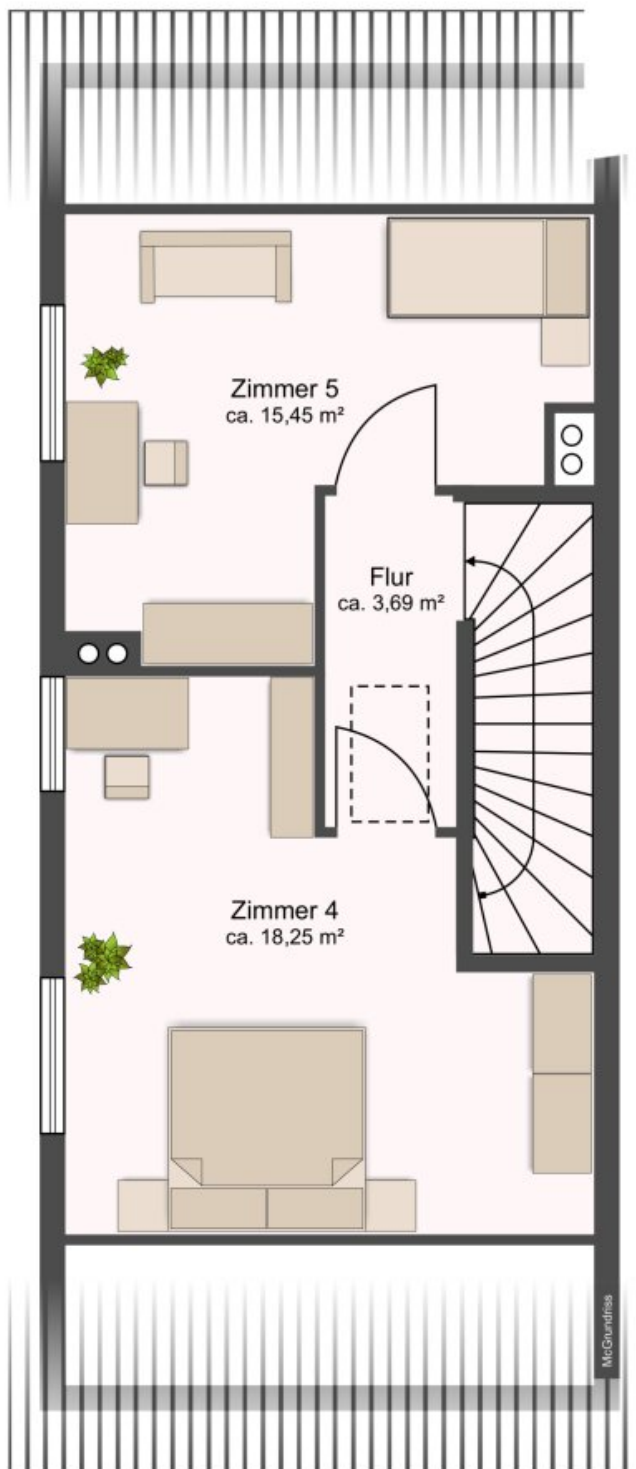 Zimmer 5
ca. 15,45 m²
Flur
ca. 3,69 m²
Zimmer 4
ca. 18,25 m²
McGrundriss